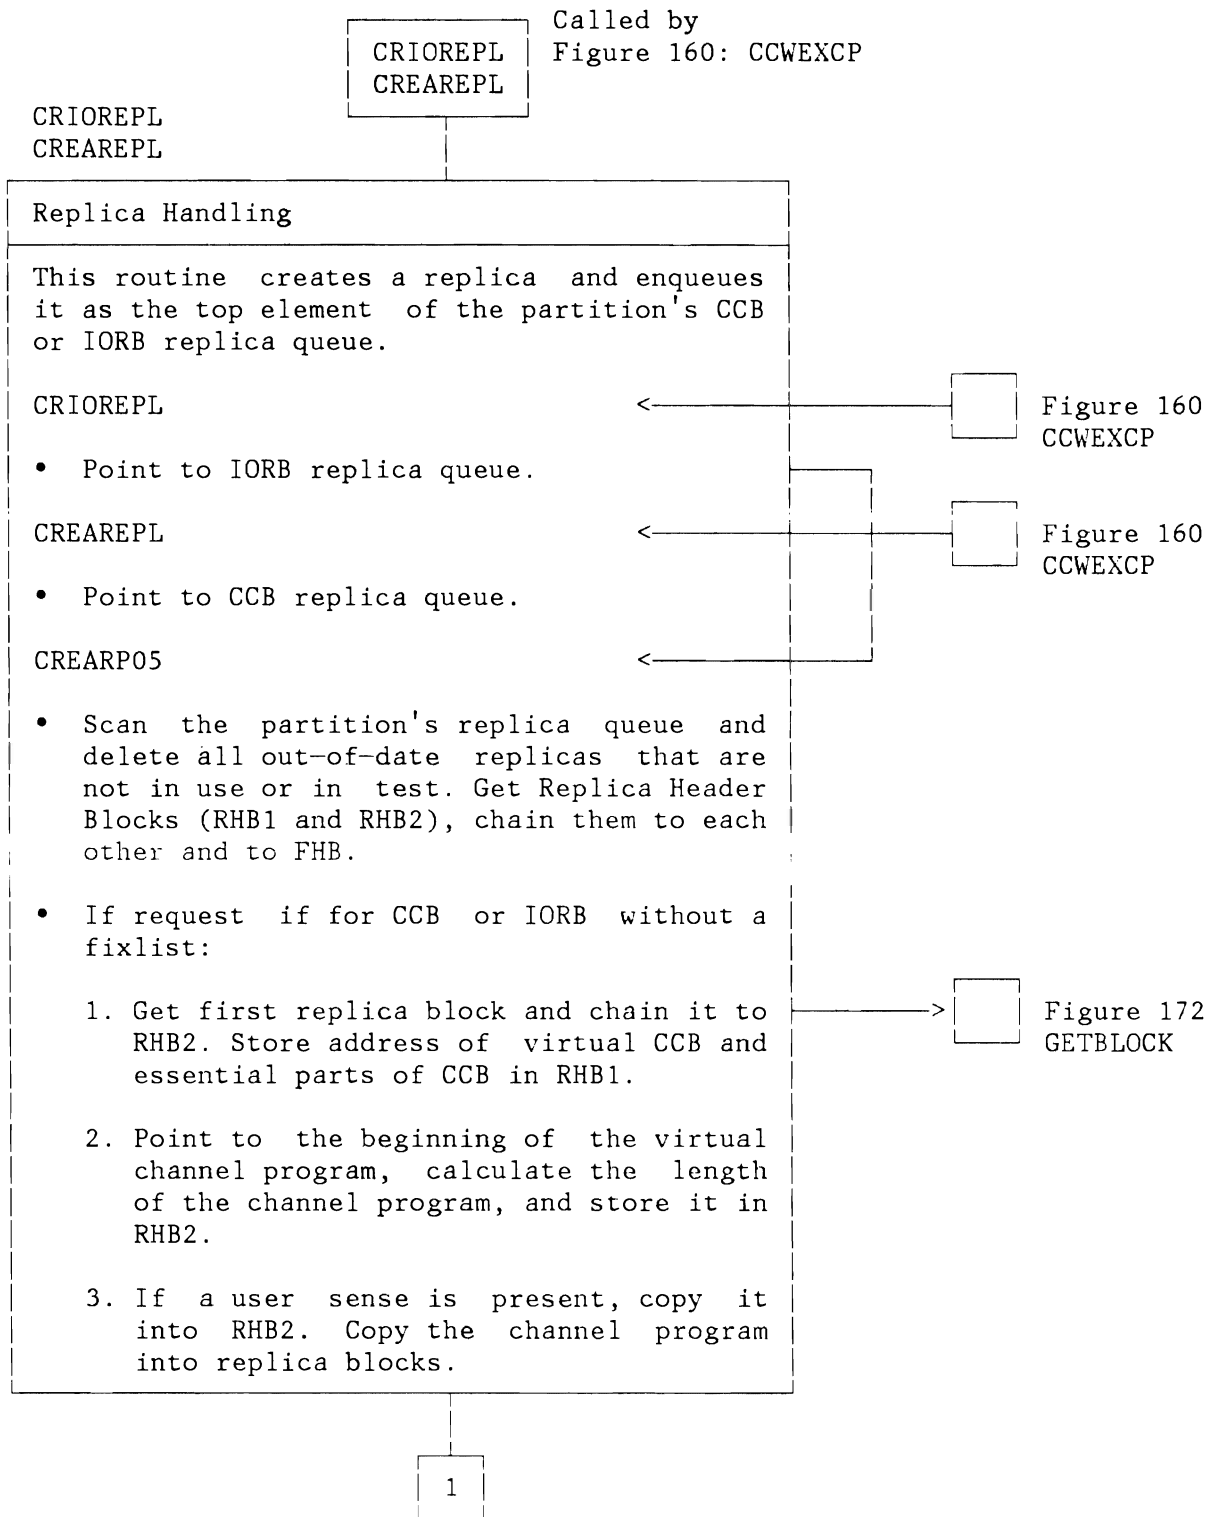 Called by
CRIOREPL Figure 160: CCWEXCP
CREAREPL
CRIOREPL
CREAREPL
Replica Handling
This routine creates a replica and enqueues
it as the top element of the partition's CCB
or IORB replica queue.
CRIOREPL <
Figure 160
CCWEXCP
• Point to IORB replica queue.
CREAREPL <
Figure 160
CCWEXCP
• Point to CCB replica queue.
CREARP05 <
• Scan the partition's replica queue and
delete all out-of-date replicas that are
not in use or in test. Get Replica Header
Blocks (RHB1 and RHB2), chain them to each
other and to FHB.
• If request if for CCB or IORB without a
fixlist:
1. Get first replica block and chain it to
RHB2. Store address of virtual CCB and
essential parts of CCB in RHB1.
> Figure 172
GETBLOCK
2. Point to the beginning of the virtual
channel program, calculate the length
of the channel program, and store it in
RHB2.
3. If a user sense is present, copy it
into RHB2. Copy the channel program
into replica blocks.
1